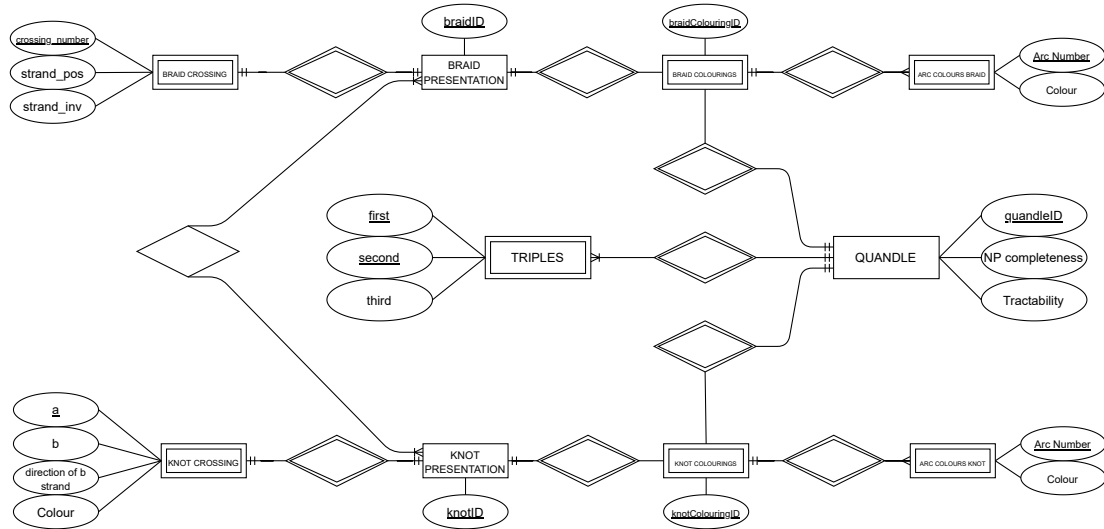 braidID
braidColouringID
crossing_number
strand_pos
strand_inv
BRAID CROSSING
BRAID
PRESENTATION
BRAID COLOURINGS
ARC COLOURS BRAID
Arc Number
Colour
first
second
third
TRIPLES
QUANDLE
quandleID
NP completeness
Tractability
a
b
direction of b
strand
Colour
KNOT CROSSING
KNOT
PRESENTATION
KNOT COLOURINGS
ARC COLOURS KNOT
Arc Number
Colour
knotID
knotColouringID